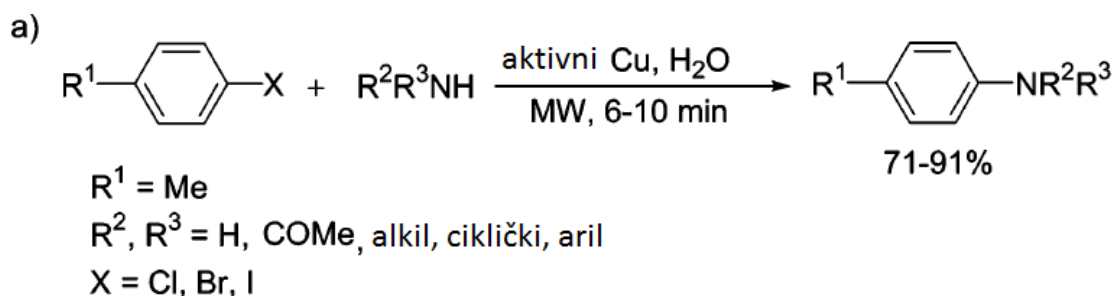 a)
R¹ X + R²R³NH aktivni Cu, H₂O R¹ NR²R³
MW, 6-10 min
71-91%
R¹ = Me
R², R³ = H, COMe, alkil, ciklički, aril
X = Cl, Br, I